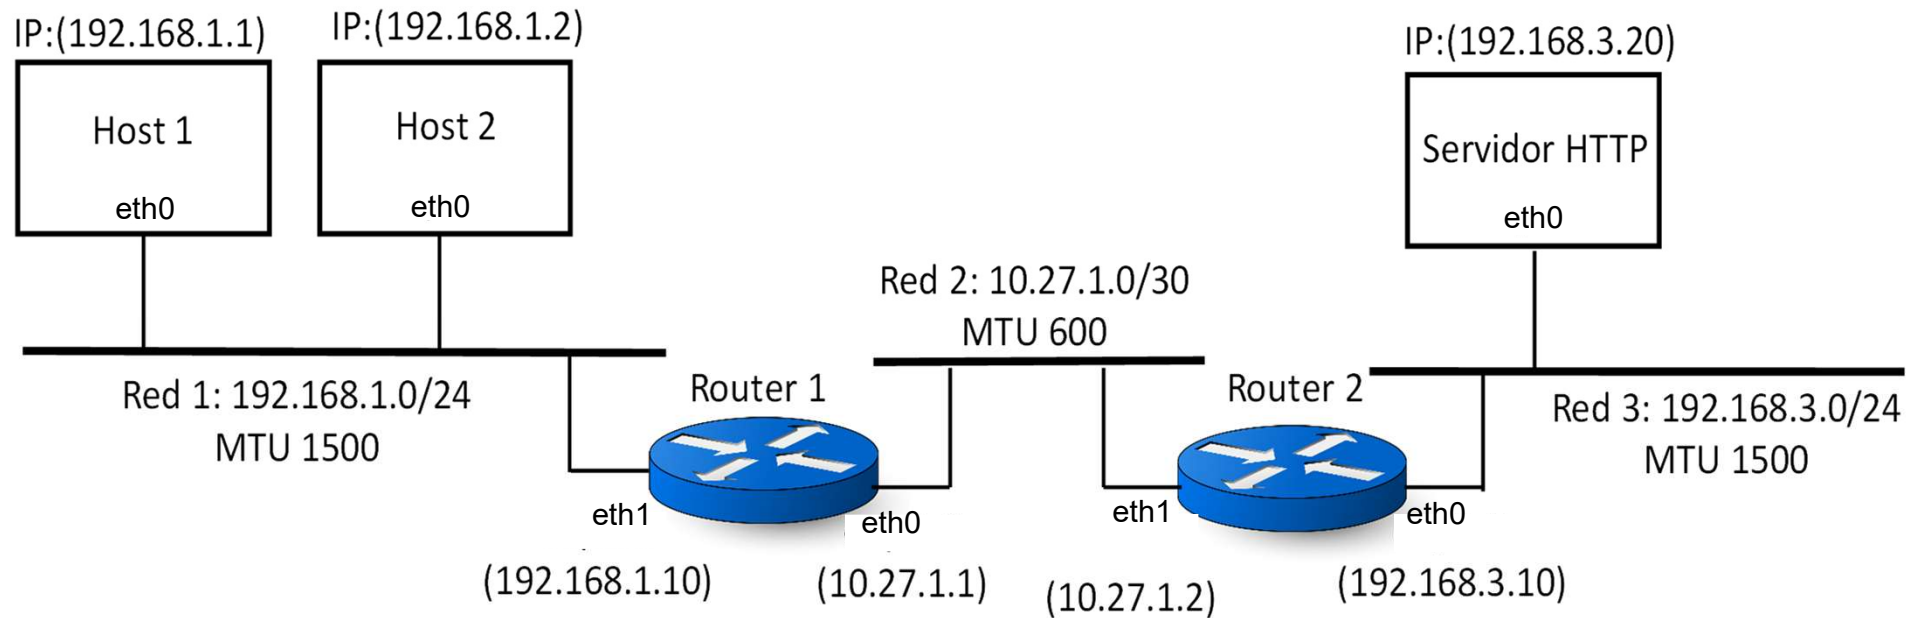 IP:(192.168.1.1)
IP:(192.168.1.2)
IP:(192.168.3.20)
Host 1
eth0
Host 2
eth0
Servidor HTTP
eth0
Red 1: 192.168.1.0/24
MTU 1500
Red 2: 10.27.1.0/30
MTU 600
Red 3: 192.168.3.0/24
MTU 1500
Router 1
Router 2
eth1
eth0
eth1
eth0
(192.168.1.10)
(10.27.1.1)
(10.27.1.2)
(192.168.3.10)